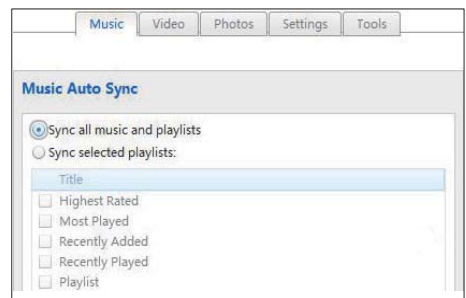 Music Video Photos Settings Tools
Music Auto Sync
Sync all music and playlists
Sync selected playlists:
Title
Highest Rated
Most Played
Recently Added
Recently Played
Playlist